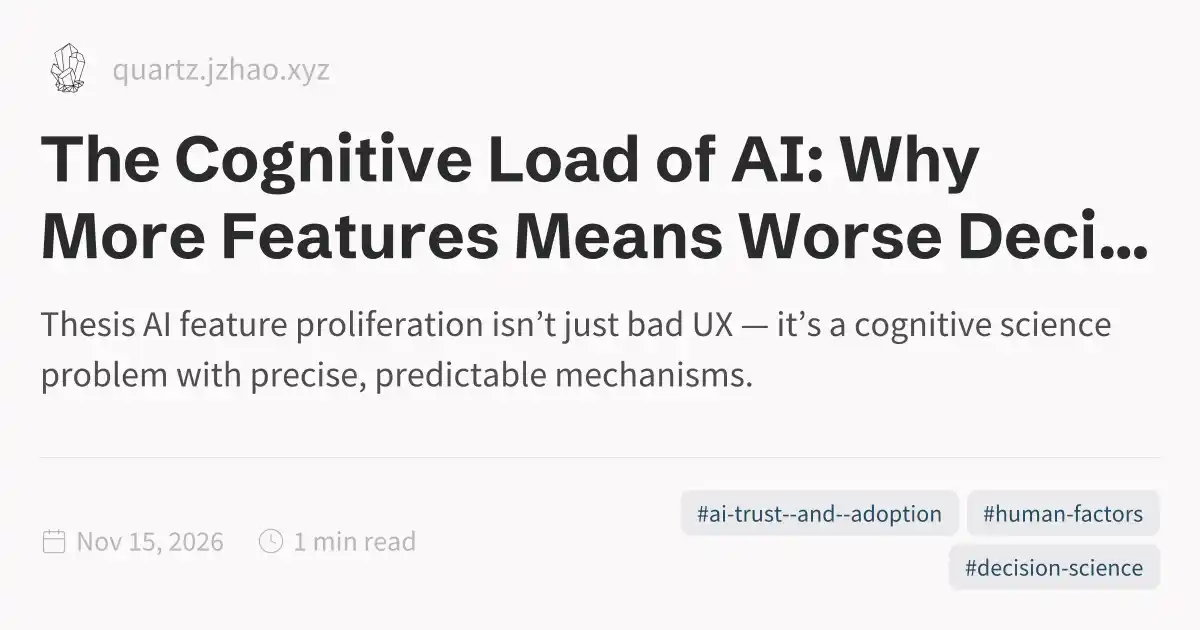 quartz.jzhao.xyz
The Cognitive Load of AI: Why
More Features Means Worse Deci...
Thesis AI feature proliferation isn’t just bad UX — it’s a cognitive science
problem with precise, predictable mechanisms.
Nov 15, 2026 1 min read
#ai-trust--and--adoption #human-factors
#decision-science